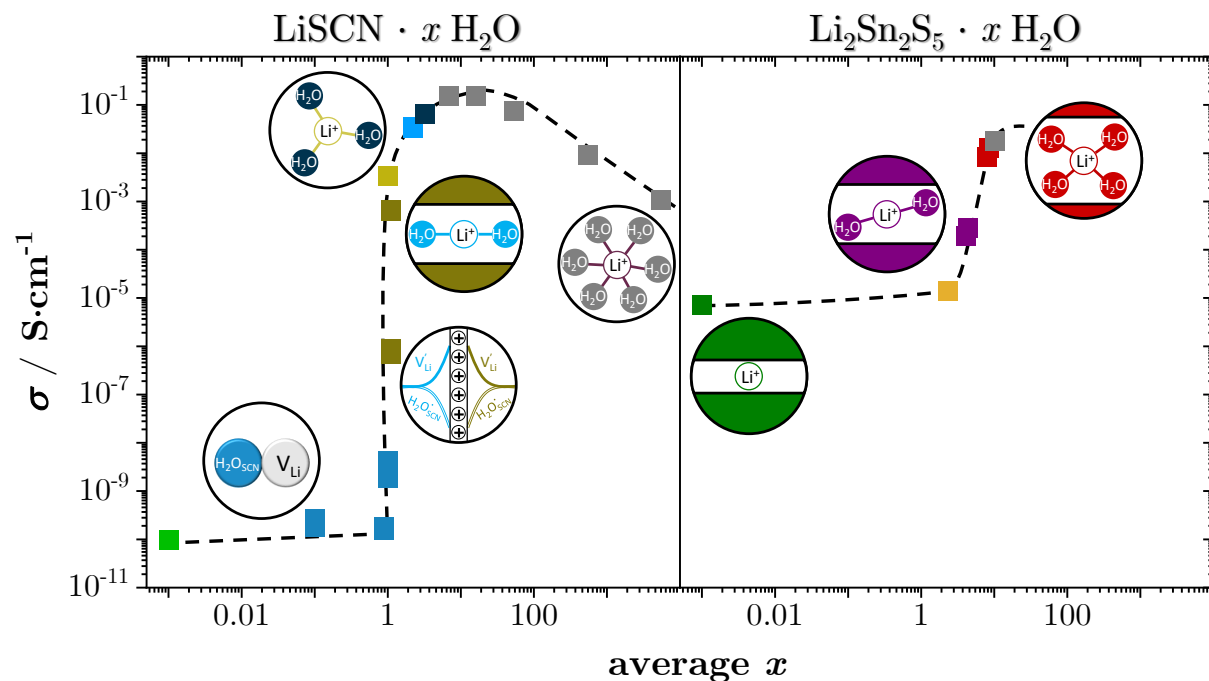 LiSCN · x H₂O
Li₂Sn₂S₅ · x H₂O
σ / S·cm⁻¹
10⁻¹
10⁻³
10⁻⁵
10⁻⁷
10⁻⁹
10⁻¹¹
H₂O
H₂O
H₂O
Li⁺
H₂O
Li⁺
H₂O
H₂O
H₂O
H₂O
Li⁺
H₂O
H₂O
H₂O
V′Li
H₂O•SCN
+
+
+
+
+
V′Li
H₂O•SCN
H₂OSCN
VLi
Li⁺
H₂O
Li⁺
H₂O
H₂O
H₂O
Li⁺
H₂O
H₂O
0.01
1
100
0.01
1
100
average x